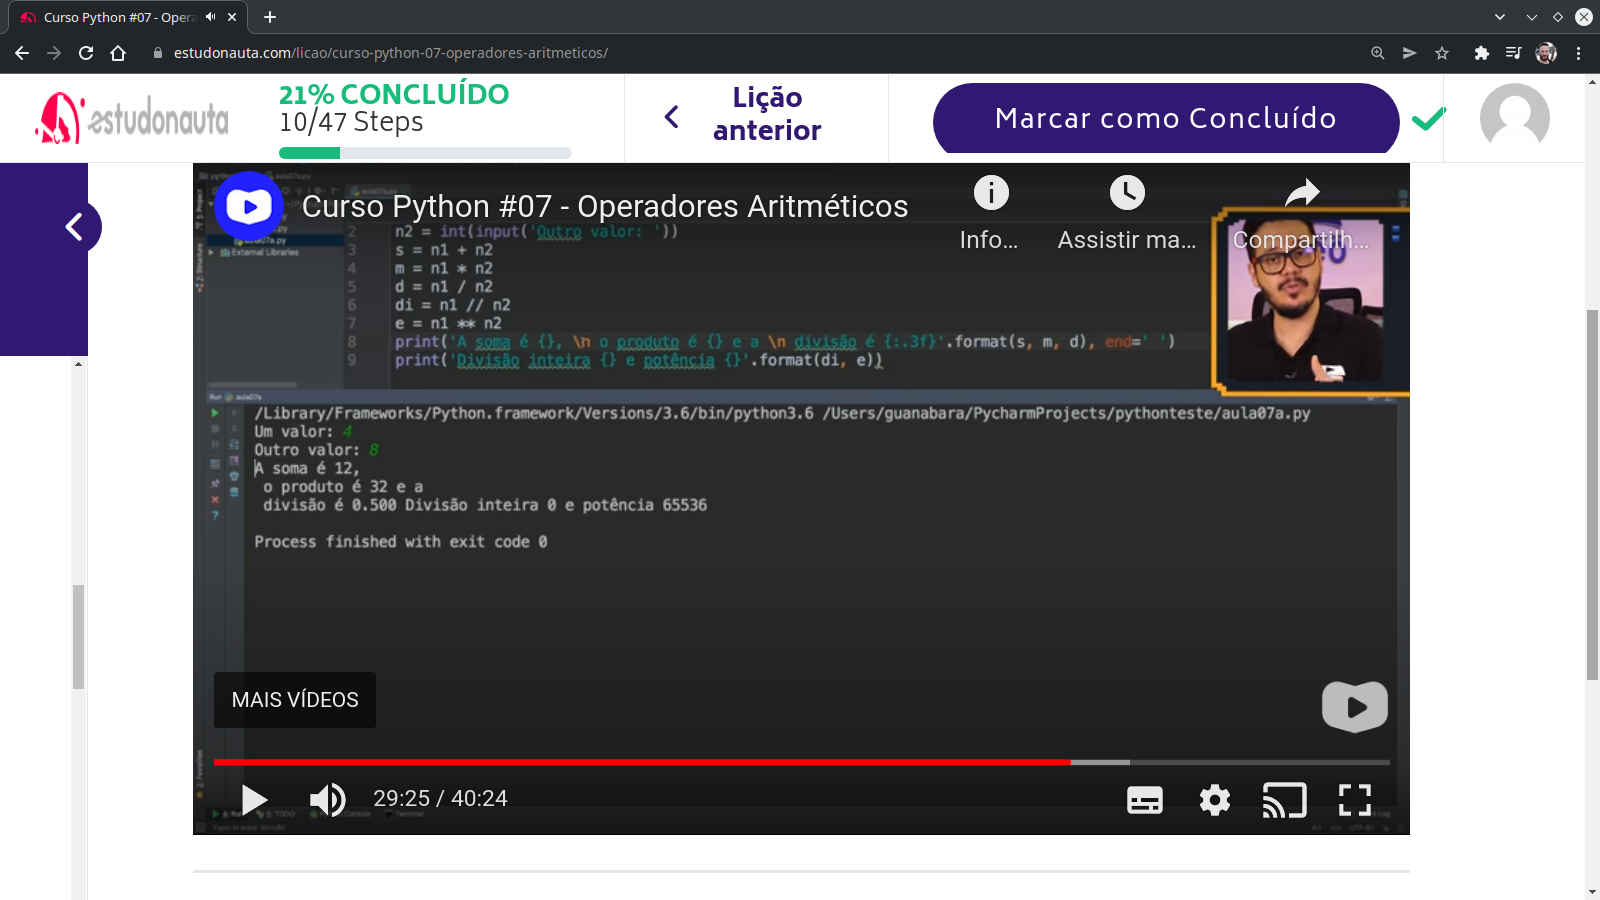 Curso Python #07 - Opera
estudonauta.com/licao/curso-python-07-operadores-aritmeticos/
estudonauta
21% CONCLUÍDO
10/47 Steps
Lição
anterior
Marcar como Concluído
Curso Python #07 - Operadores Aritméticos
Info...
Assistir ma...
Compartilh...
aula07a.py
External Libraries
2 n2 = int(input('Outro valor: '))
3 s = n1 + n2
4 m = n1 * n2
5 d = n1 / n2
6 di = n1 // n2
7 e = n1 ** n2
8 print('A soma é {}, \n o produto é {} e a \n divisão é {:.3f}'.format(s, m, d), end=' ')
9 print('Divisão inteira {} e potência {}'.format(di, e))
Run aula07a
/Library/Frameworks/Python.framework/Versions/3.6/bin/python3.6 /Users/guanabara/PycharmProjects/pythonteste/aula07a.py
Um valor: 4
Outro valor: 8
A soma é 12,
o produto é 32 e a
divisão é 0.500 Divisão inteira 0 e potência 65536
Process finished with exit code 0
MAIS VÍDEOS
29:25 / 40:24